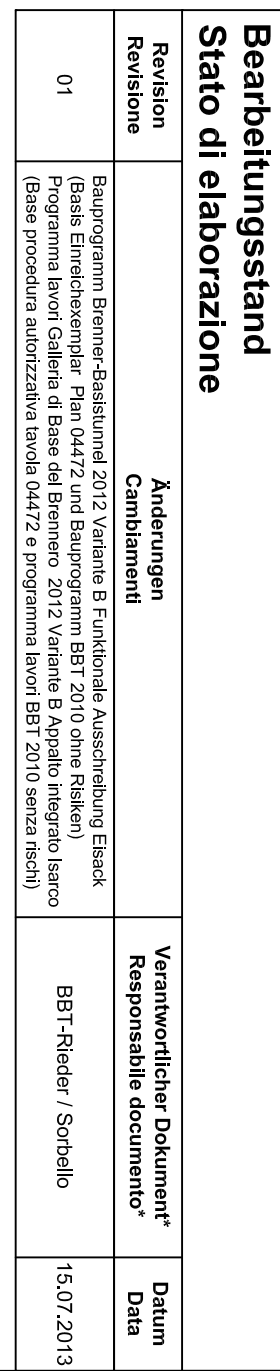 Bearbeitungsstand
Stato di elaborazione
Revision
Revisione
Änderungen
Cambiamenti
Verantwortlicher Dokument*
Responsabile documento*
Datum
Data
01
Bauprogramm Brenner-Basistunnel 2012 Variante B Funktionale Ausschreibung Eisack
(Basis Einreichexemplar Plan 04472 und Bauprogramm BBT 2010 ohne Risiken)
Programma lavori Galleria di Base del Brennero 2012 Variante B Appalto integrato Isarco
(Base procedura autorizzativa tavola 04472 e programma lavori BBT 2010 senza rischi)
BBT-Rieder / Sorbello
15.07.2013